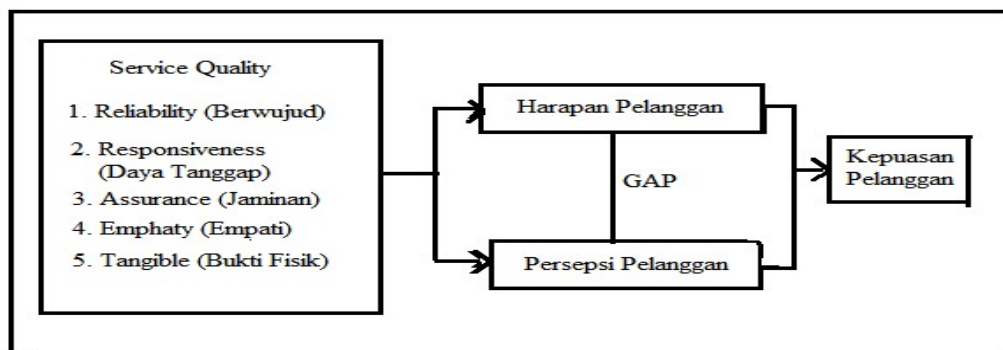 Service Quality
1. Reliability (Berwujud)
2. Responsiveness
(Daya Tanggap)
3. Assurance (Jaminan)
4. Emphaty (Empati)
5. Tangible (Bukti Fisik)
Harapan Pelanggan
GAP
Persepsi Pelanggan
Kepuasan
Pelanggan